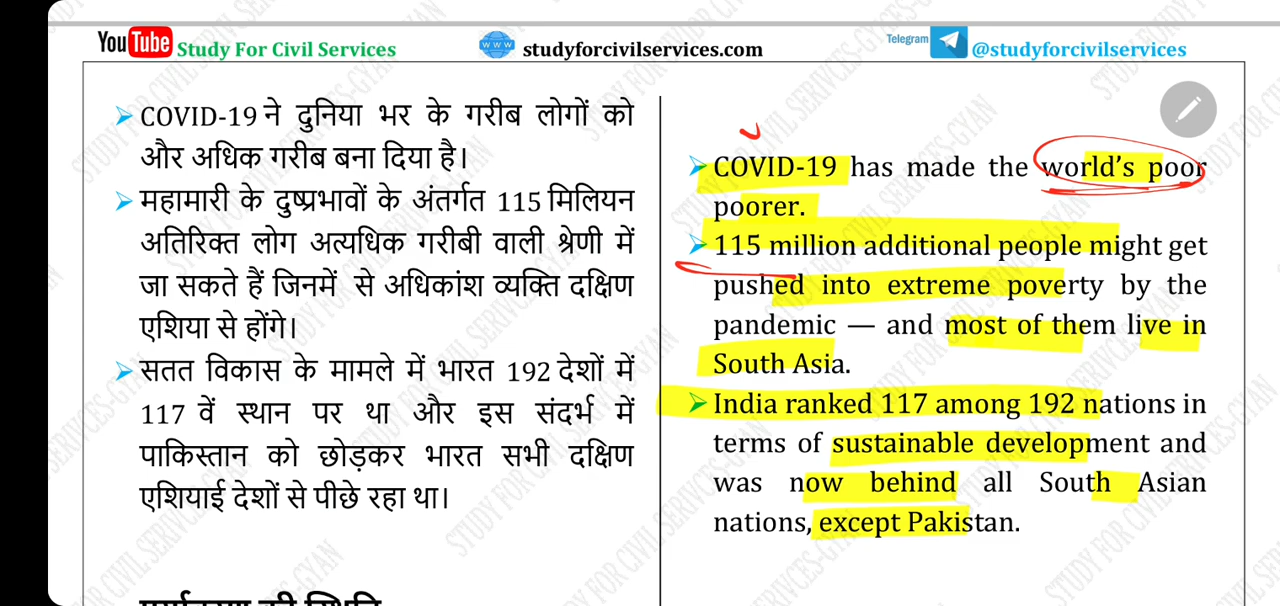 YouTube Study For Civil Services
www studyforcivilservices.com
Telegram @studyforcivilservices
COVID-19 ने दुनिया भर के गरीब लोगों को
और अधिक गरीब बना दिया है।
महामारी के दुष्प्रभावों के अंतर्गत 115 मिलियन
अतिरिक्त लोग अत्यधिक गरीबी वाली श्रेणी में
जा सकते हैं जिनमें से अधिकांश व्यक्ति दक्षिण
एशिया से होंगे।
सतत विकास के मामले में भारत 192 देशों में
117 वें स्थान पर था और इस संदर्भ में
पाकिस्तान को छोड़कर भारत सभी दक्षिण
एशियाई देशों से पीछे रहा था।
COVID-19 has made the world's poor
poorer.
115 million additional people might get
pushed into extreme poverty by the
pandemic — and most of them live in
South Asia.
India ranked 117 among 192 nations in
terms of sustainable development and
was now behind all South Asian
nations, except Pakistan.